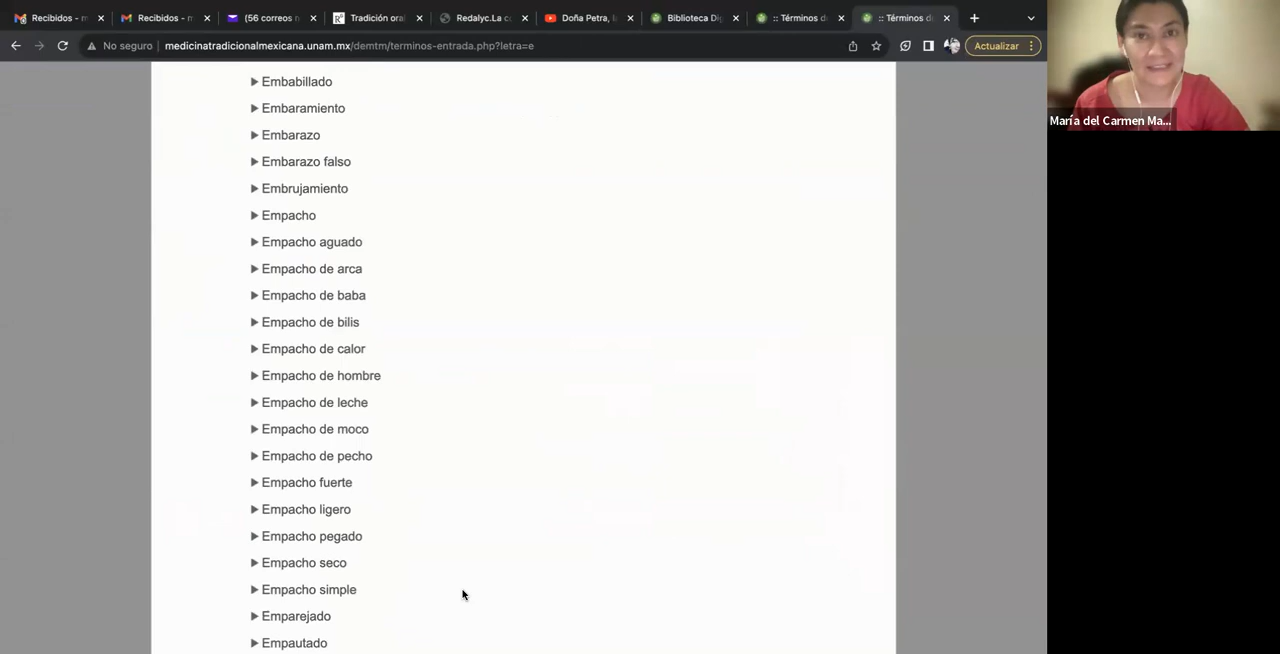 Recibidos - m
Recibidos - m
(56 correos n
Tradición oral
Redalyc.La c
Doña Petra, l
Biblioteca Di
:: Términos d
:: Términos d
No seguro
medicinatradicionalmexicana.unam.mx/demtm/terminos-entrada.php?letra=e
Actualizar
María del Carmen Ma...
Embabillado
Embaramiento
Embarazo
Embarazo falso
Embrujamiento
Empacho
Empacho aguado
Empacho de arca
Empacho de baba
Empacho de bilis
Empacho de calor
Empacho de hombre
Empacho de leche
Empacho de moco
Empacho de pecho
Empacho fuerte
Empacho ligero
Empacho pegado
Empacho seco
Empacho simple
Emparejado
Empautado